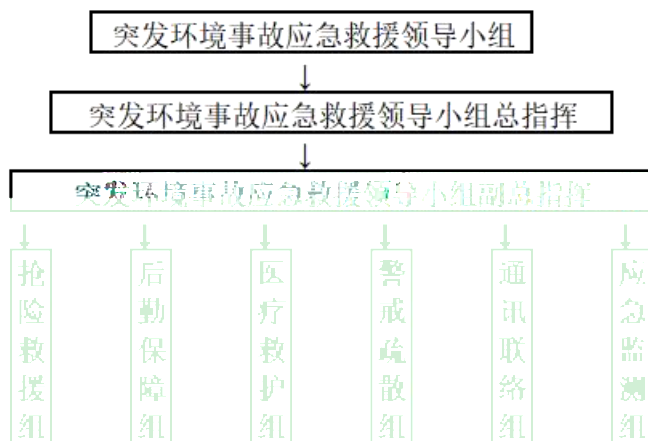 突发环境事故应急救援领导小组
↓
突发环境事故应急救援领导小组总指挥
↓
突发环境事故应急救援领导小组副总指挥
↓ ↓ ↓ ↓ ↓ ↓
抢险救援组
后勤保障组
医疗救护组
警戒疏散组
通讯联络组
应急监测组